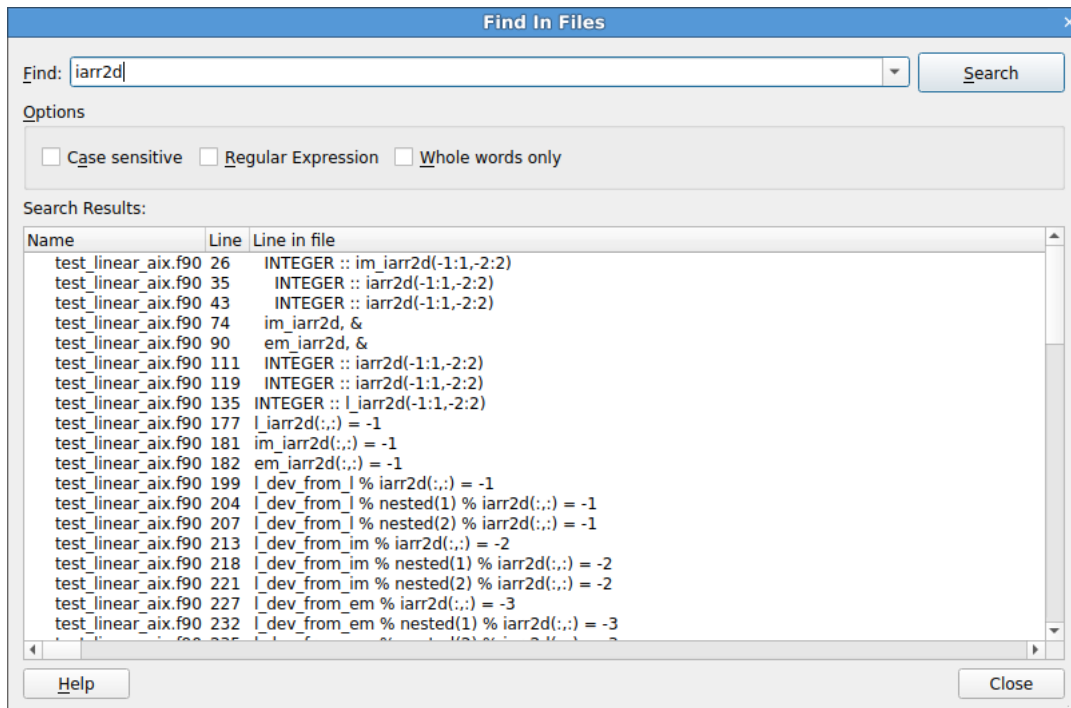 Find In Files
Find: iarr2d Search
Options
Case sensitive Regular Expression Whole words only
Search Results:
Name Line Line in file
test_linear_aix.f90 26 INTEGER :: im_iarr2d(-1:1,-2:2)
test_linear_aix.f90 35 INTEGER :: iarr2d(-1:1,-2:2)
test_linear_aix.f90 43 INTEGER :: iarr2d(-1:1,-2:2)
test_linear_aix.f90 74 im_iarr2d, &
test_linear_aix.f90 90 em_iarr2d, &
test_linear_aix.f90 111 INTEGER :: iarr2d(-1:1,-2:2)
test_linear_aix.f90 119 INTEGER :: iarr2d(-1:1,-2:2)
test_linear_aix.f90 135 INTEGER :: l_iarr2d(-1:1,-2:2)
test_linear_aix.f90 177 l_iarr2d(:,:) = -1
test_linear_aix.f90 181 im_iarr2d(:,:) = -1
test_linear_aix.f90 182 em_iarr2d(:,:) = -1
test_linear_aix.f90 199 l_dev_from_l % iarr2d(:,:) = -1
test_linear_aix.f90 204 l_dev_from_l % nested(1) % iarr2d(:,:) = -1
test_linear_aix.f90 207 l_dev_from_l % nested(2) % iarr2d(:,:) = -1
test_linear_aix.f90 213 l_dev_from_im % iarr2d(:,:) = -2
test_linear_aix.f90 218 l_dev_from_im % nested(1) % iarr2d(:,:) = -2
test_linear_aix.f90 221 l_dev_from_im % nested(2) % iarr2d(:,:) = -2
test_linear_aix.f90 227 l_dev_from_em % iarr2d(:,:) = -3
test_linear_aix.f90 232 l_dev_from_em % nested(1) % iarr2d(:,:) = -3
Help Close